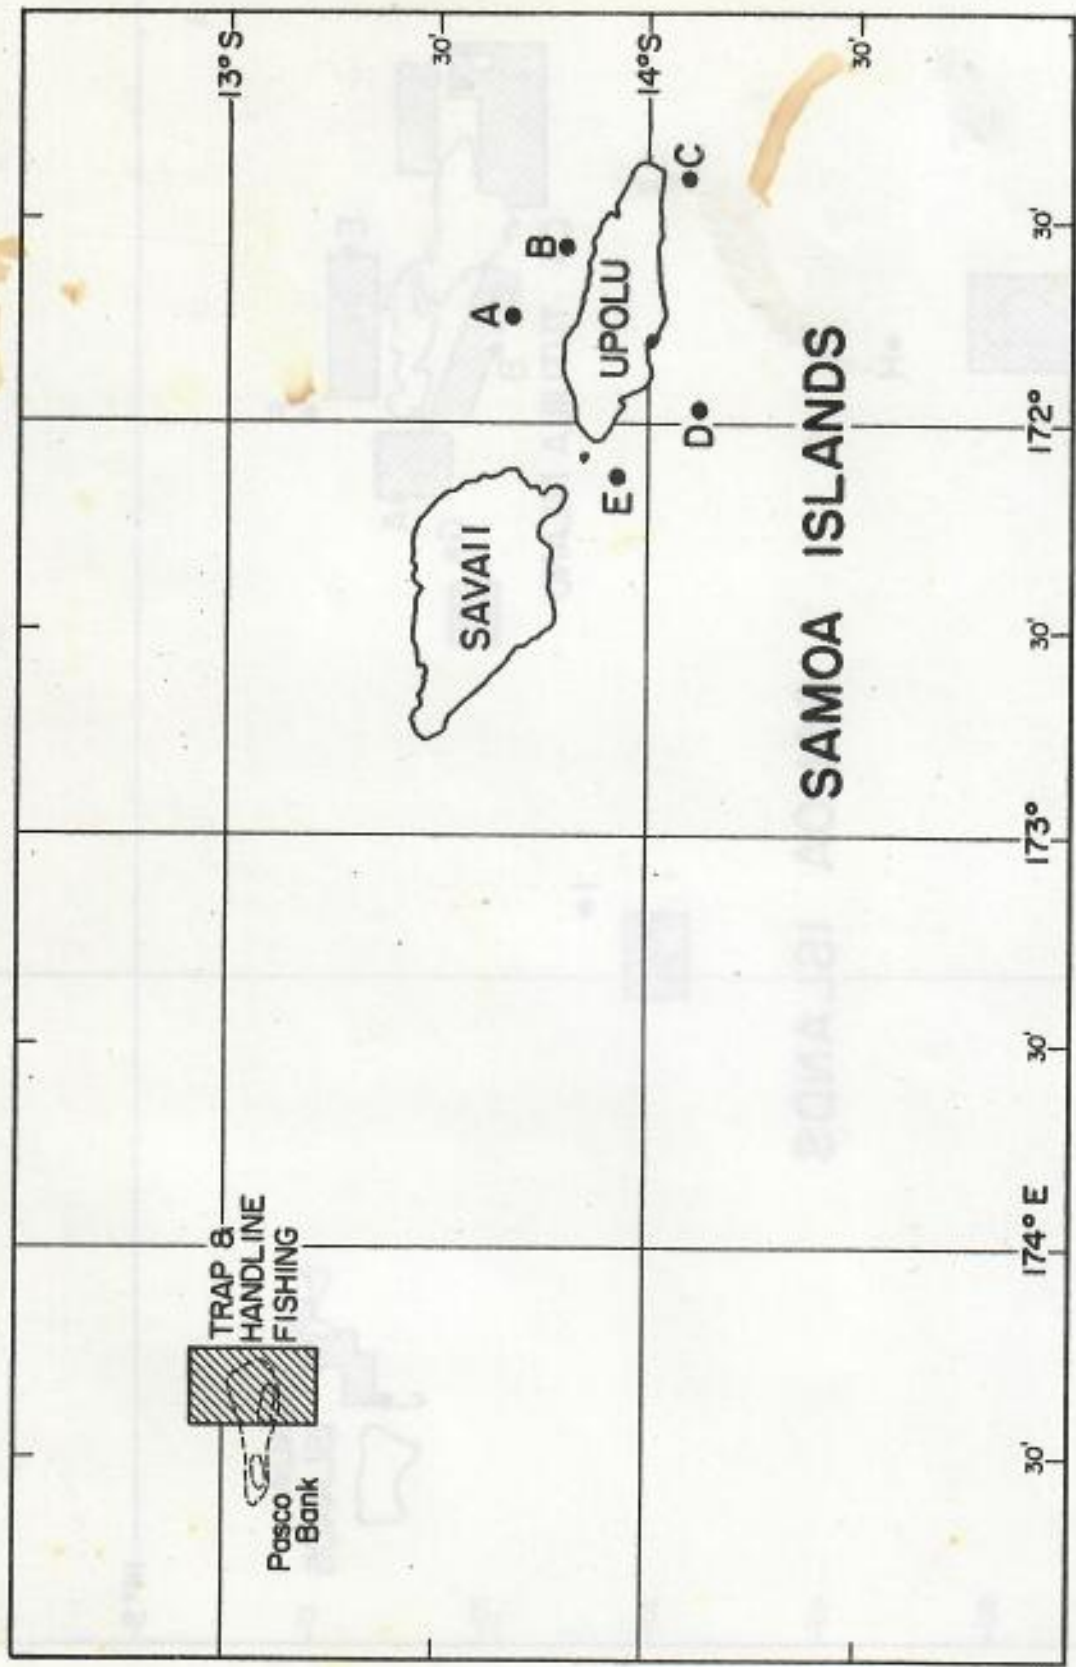 13° S
30'
14° S
30'
TRAP &
HANDLINE
FISHING
Pasco
Bank
SAVAII
UPOLU
A
B
C
D
E
SAMOA ISLANDS
30'
174° E
30'
173°
30'
172°
30'